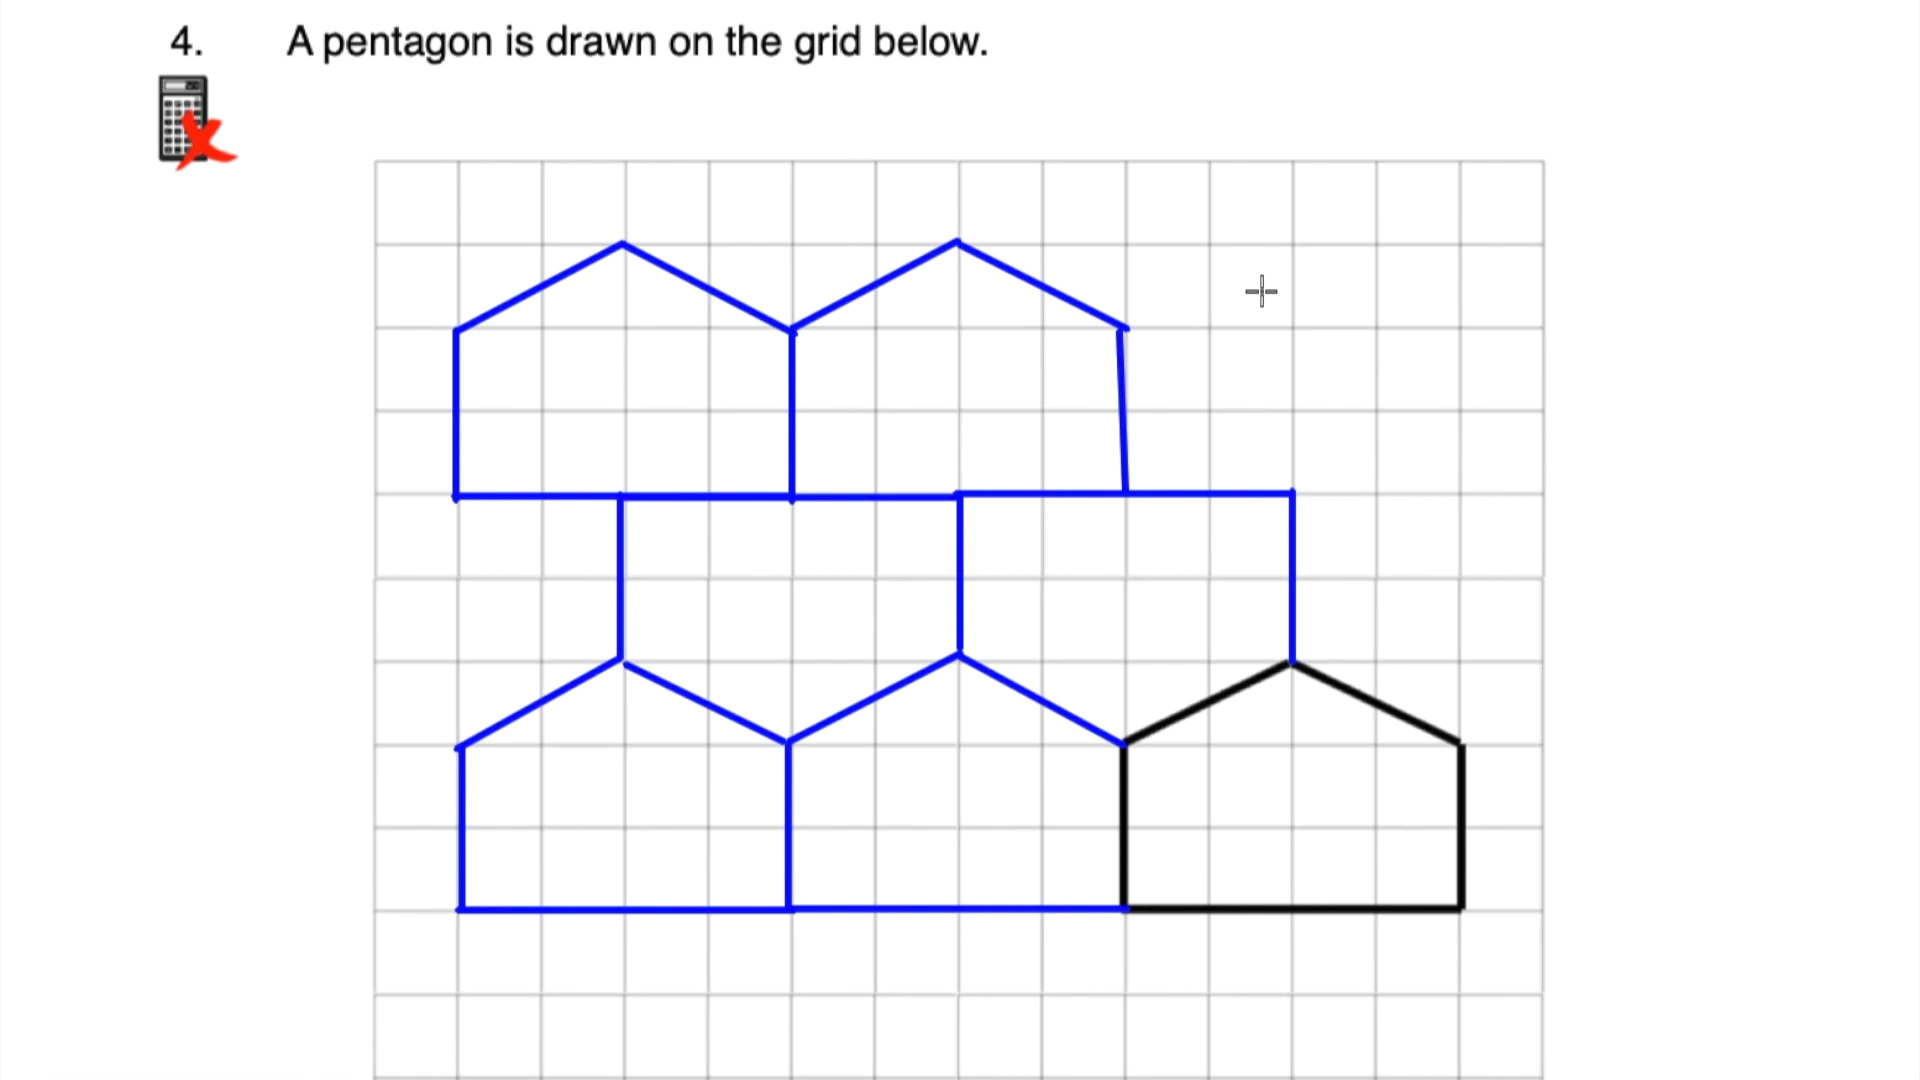 4. A pentagon is drawn on the grid below.